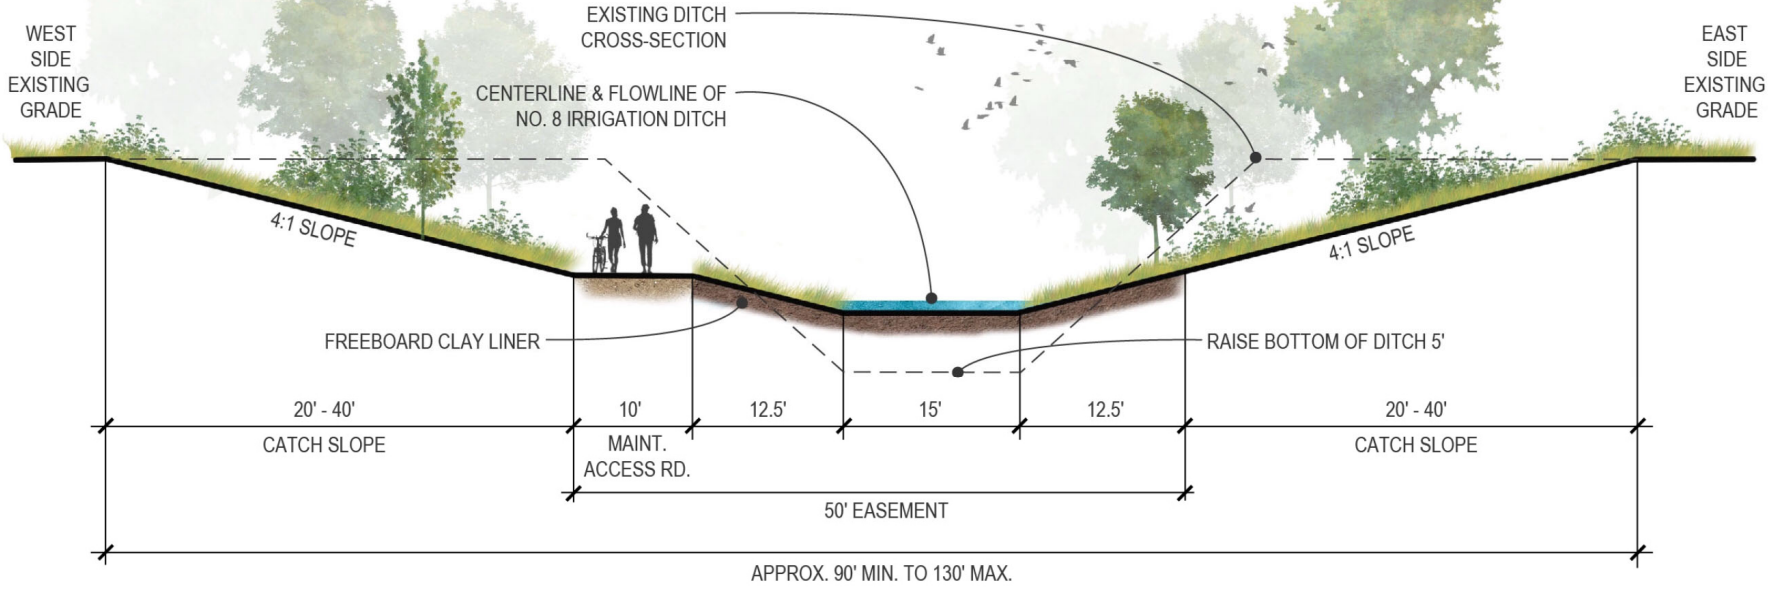 WEST
SIDE
EXISTING
GRADE
EXISTING DITCH
CROSS-SECTION
CENTERLINE & FLOWLINE OF
NO. 8 IRRIGATION DITCH
EAST
SIDE
EXISTING
GRADE
4:1 SLOPE
4:1 SLOPE
FREEBOARD CLAY LINER
RAISE BOTTOM OF DITCH 5'
20' - 40'
CATCH SLOPE
10'
MAINT.
ACCESS RD.
12.5'
15'
12.5'
20' - 40'
CATCH SLOPE
50' EASEMENT
APPROX. 90' MIN. TO 130' MAX.